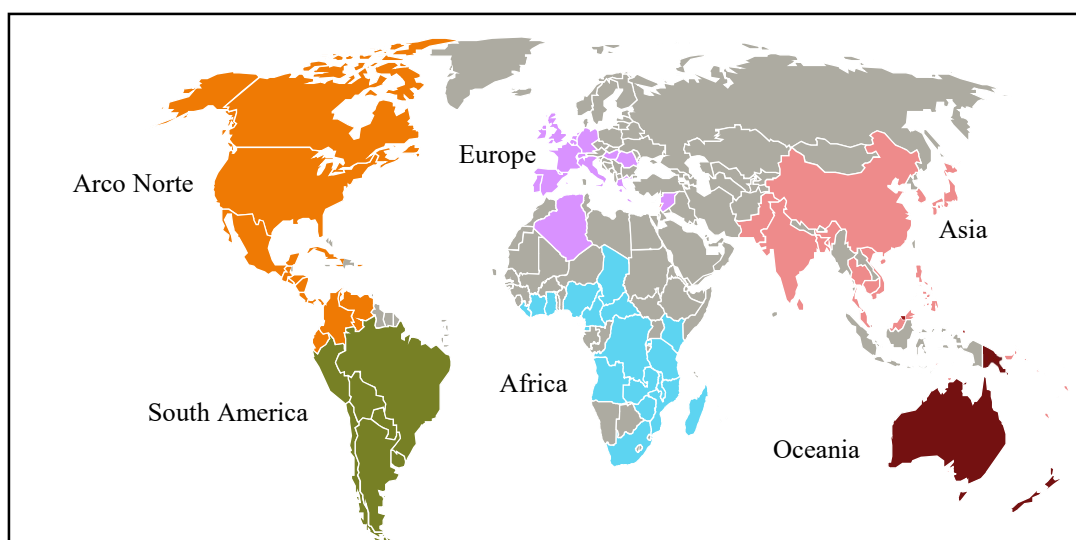 Europe
Arco Norte
Asia
Africa
South America
Oceania